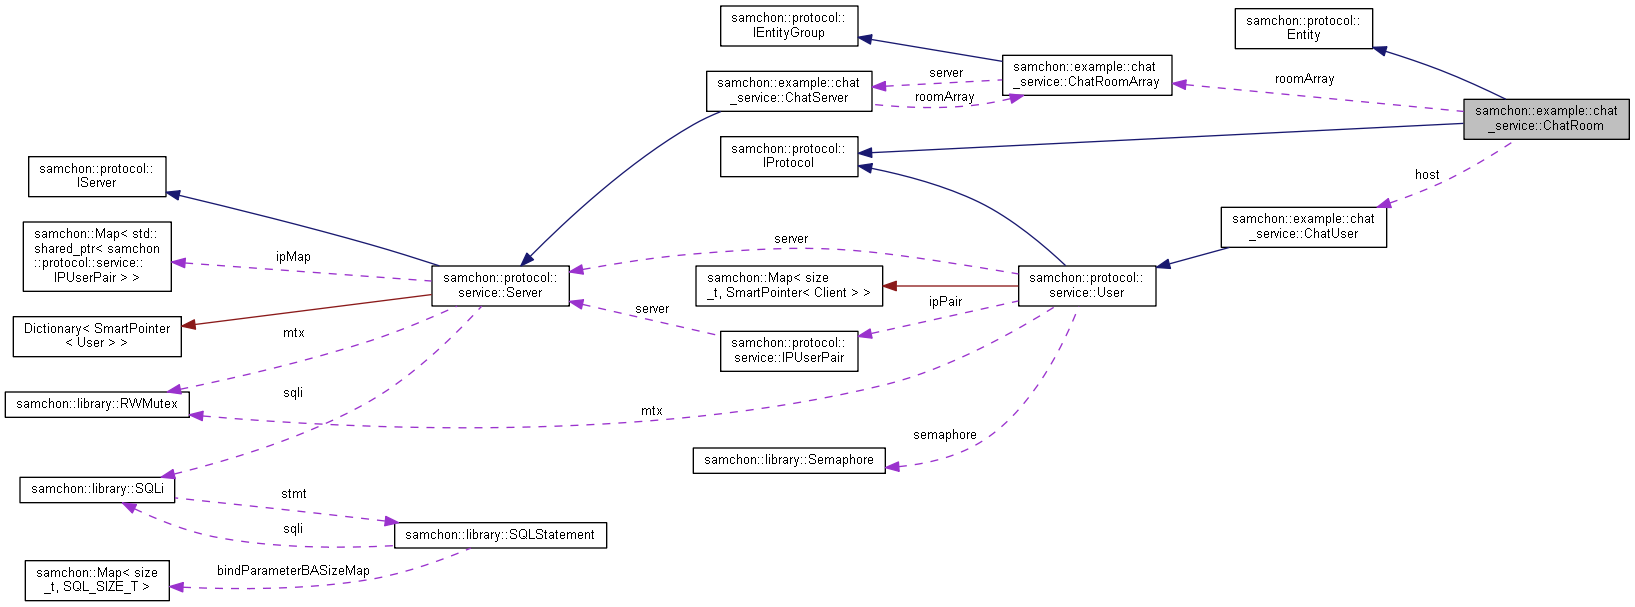 samchon::protocol::
IEntityGroup
samchon::protocol::
Entity
samchon::example::chat
_service::ChatRoomArray
server
roomArray
samchon::example::chat
_service::ChatServer
roomArray
samchon::example::chat
_service::ChatRoom
samchon::protocol::
IProtocol
samchon::protocol::
IServer
host
samchon::example::chat
_service::ChatUser
samchon::Map< std::
shared_ptr< samchon
::protocol::service::
IPUserPair > >
ipMap
server
samchon::protocol::
service::Server
samchon::Map< size
_t, SmartPointer< Client > >
samchon::protocol::
service::User
ipPair
server
Dictionary< SmartPointer
< User > >
mtx
samchon::protocol::
service::IPUserPair
sqli
samchon::library::RWMutex
mtx
semaphore
samchon::library::Semaphore
samchon::library::SQLi
stmt
sqli
samchon::library::SQLStatement
bindParameterBASizeMap
samchon::Map< size
_t, SQL_SIZE_T >